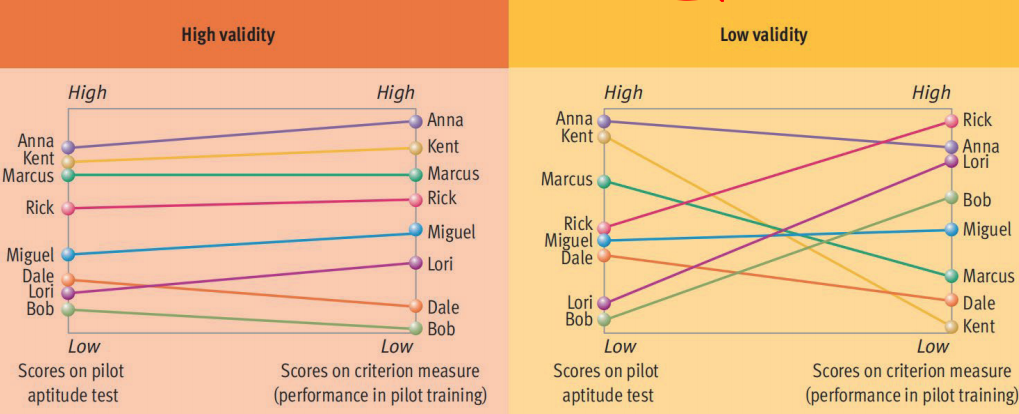 High validity
High
High
Anna
Kent
Marcus
Rick
Miguel
Dale
Lori
Bob
Anna
Kent
Marcus
Rick
Miguel
Lori
Dale
Bob
Low
Low
Scores on pilot
aptitude test
Scores on criterion measure
(performance in pilot training)
Low validity
High
High
Anna
Kent
Marcus
Rick
Miguel
Dale
Lori
Bob
Rick
Anna
Lori
Bob
Miguel
Marcus
Dale
Kent
Low
Low
Scores on pilot
aptitude test
Scores on criterion measure
(performance in pilot training)